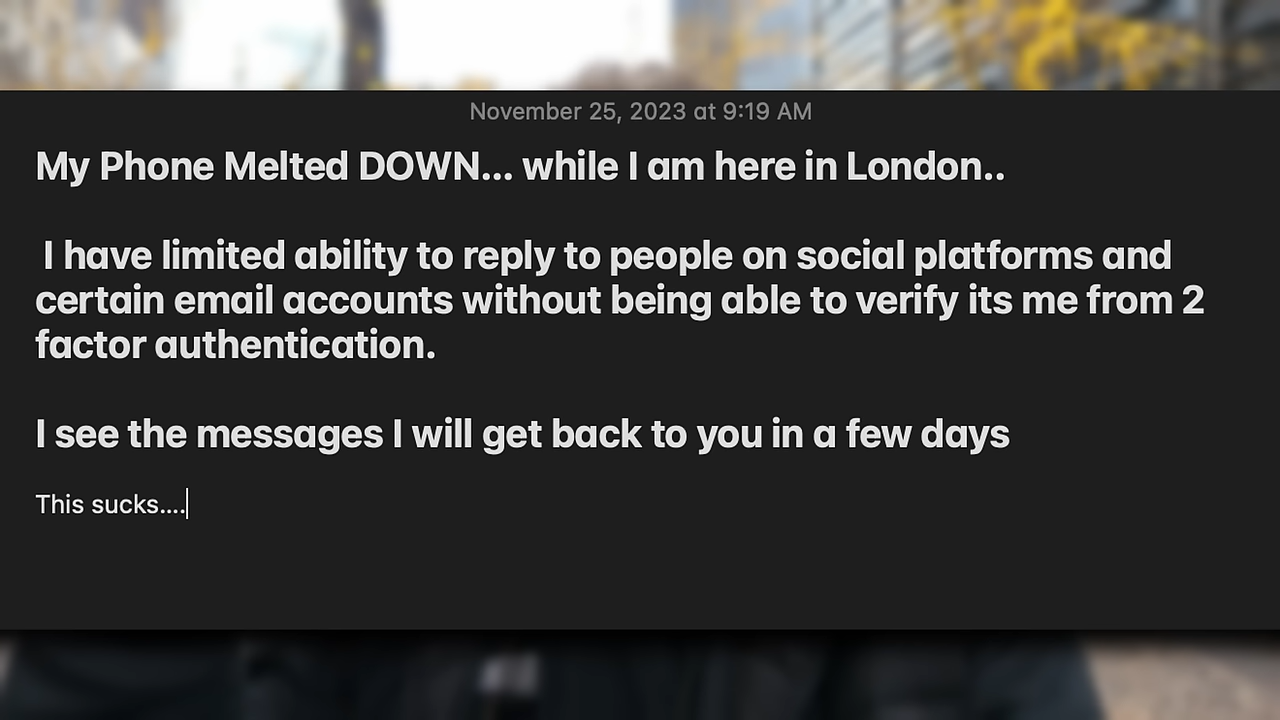 November 25, 2023 at 9:19 AM
My Phone Melted DOWN... while I am here in London..
I have limited ability to reply to people on social platforms and
certain email accounts without being able to verify its me from 2
factor authentication.
I see the messages I will get back to you in a few days
This sucks....